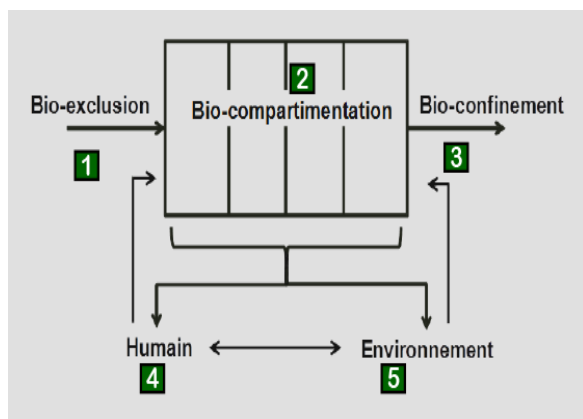 2
Bio-exclusion
Bio-compartimentation
Bio-confinement
1
3
Humain
Environnement
4
5